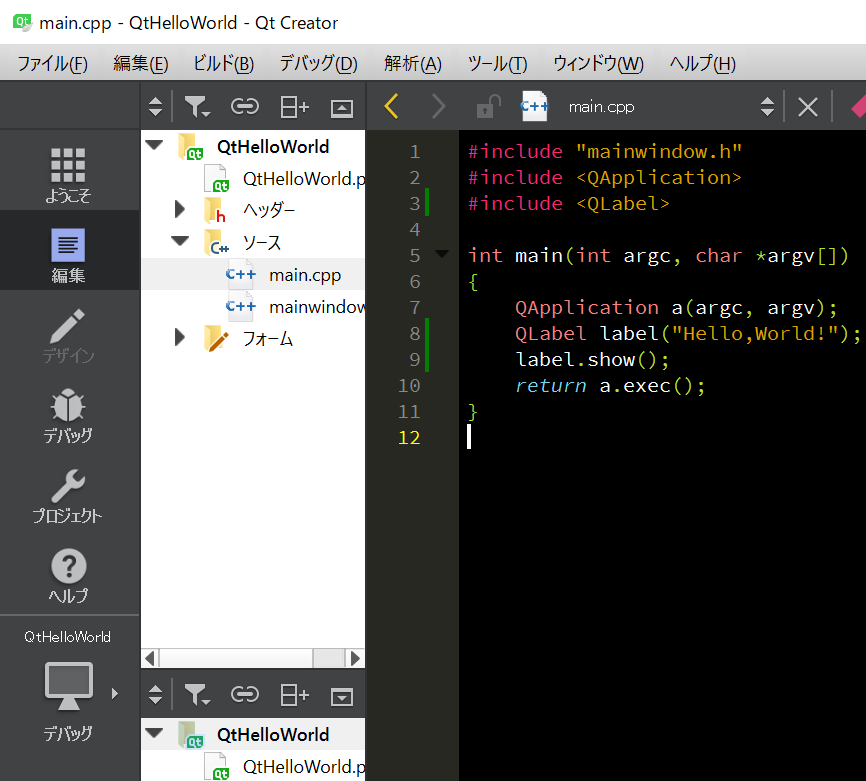 main.cpp - QtHelloWorld - Qt Creator
ファイル(F) 編集(E) ビルド(B) デバッグ(D) 解析(A) ツール(T) ウィンドウ(W) ヘルプ(H)
main.cpp
ようこそ
編集
デザイン
デバッグ
プロジェクト
ヘルプ
QtHelloWorld
デバッグ
QtHelloWorld
QtHelloWorld.p
ヘッダー
ソース
main.cpp
mainwindow
フォーム
QtHelloWorld
QtHelloWorld.p
1 #include "mainwindow.h"
2 #include <QApplication>
3 #include <QLabel>
4
5 int main(int argc, char *argv[])
6 {
7 QApplication a(argc, argv);
8 QLabel label("Hello,World!");
9 label.show();
10 return a.exec();
11 }
12